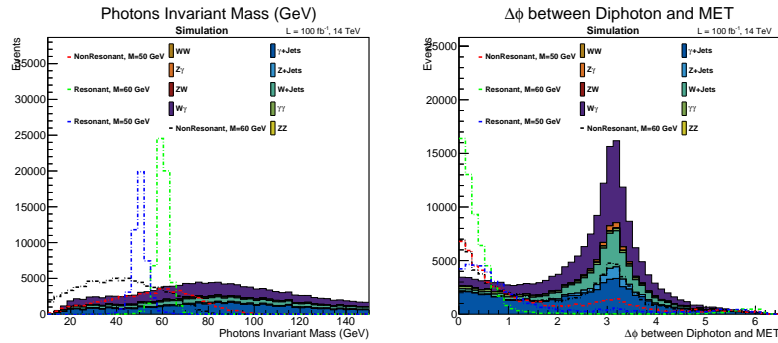 Photons Invariant Mass (GeV)
Simulation
L = 100 fb⁻¹, 14 TeV
Events
NonResonant, M=50 GeV
Resonant, M=60 GeV
Resonant, M=50 GeV
WW
Zγ
ZW
Wγ
NonResonant, M=60 GeV
γ+Jets
Z+Jets
W+Jets
γγ
ZZ
35000
30000
25000
20000
15000
10000
5000
0
20 40 60 80 100 120 140
Photons Invariant Mass (GeV)
Δϕ between Diphoton and MET
Simulation
L = 100 fb⁻¹, 14 TeV
Events
NonResonant, M=50 GeV
Resonant, M=60 GeV
Resonant, M=50 GeV
WW
Zγ
ZW
Wγ
NonResonant, M=60 GeV
γ+Jets
Z+Jets
W+Jets
γγ
ZZ
25000
20000
15000
10000
5000
0
0 1 2 3 4 5 6
Δϕ between Diphoton and MET